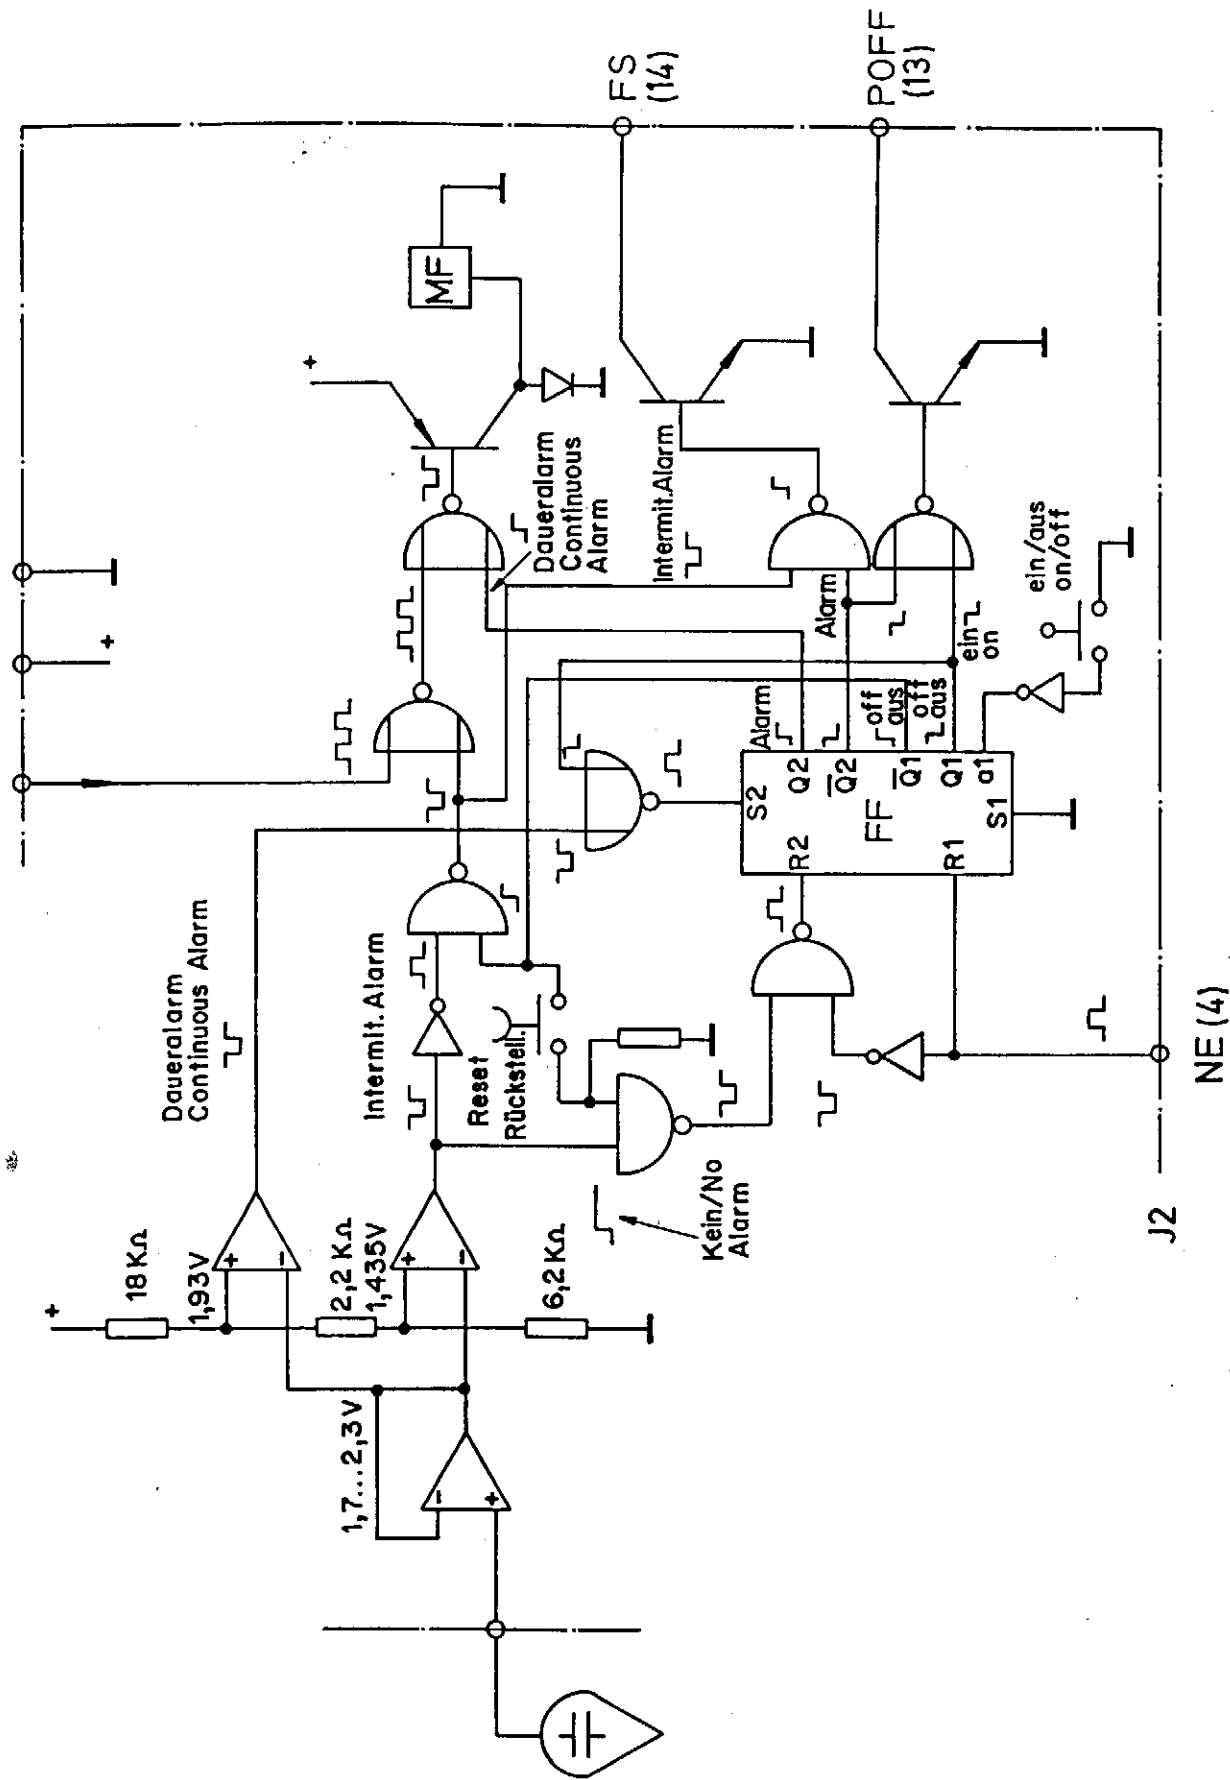 1,7...2,3V
+
18 KΩ
1,93V
2,2 KΩ
1,435V
6,2 KΩ
+
-
+
-
-
+
Daueralarm
Continuous Alarm
Intermit. Alarm
Reset
Rückstell.
Kein/No
Alarm
+
+
MF
Daueralarm
Continuous
Alarm
Intermit. Alarm
Alarm
Alarm
off
aus
off
aus
ein
on
S2
Q2
Q2
Q1
Q1
a1
R2
FF
R1
S1
ein/aus
on/off
FS
(14)
POFF
(13)
J2
NE (4)